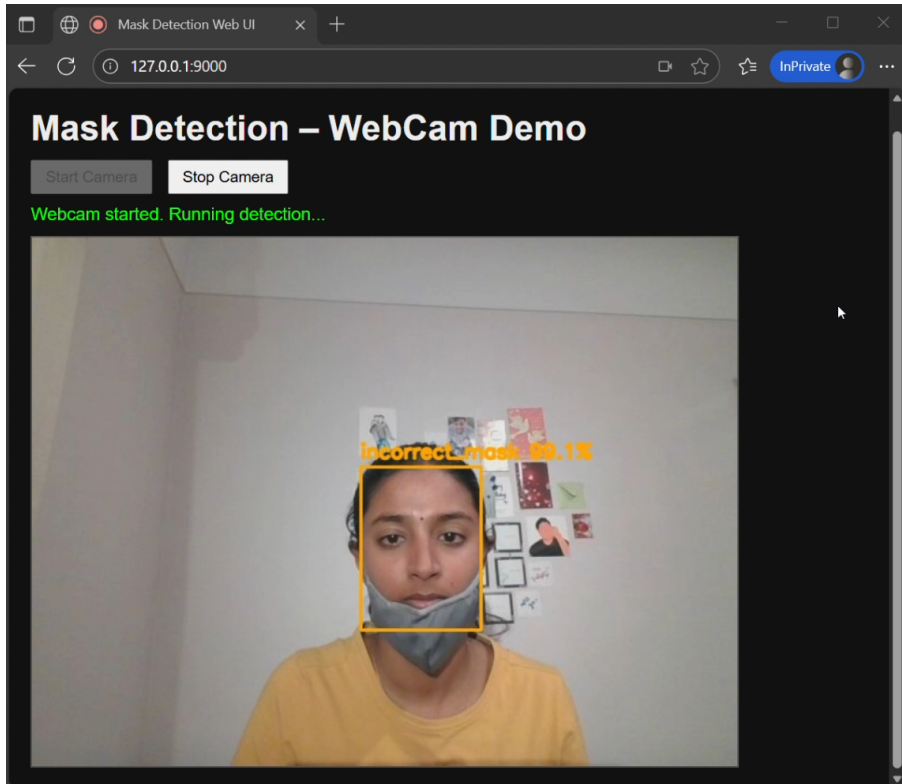 Mask Detection Web UI
127.0.0.1:9000
InPrivate
Mask Detection – WebCam Demo
Start Camera
Stop Camera
Webcam started. Running detection...
incorrect_mask 99.1%